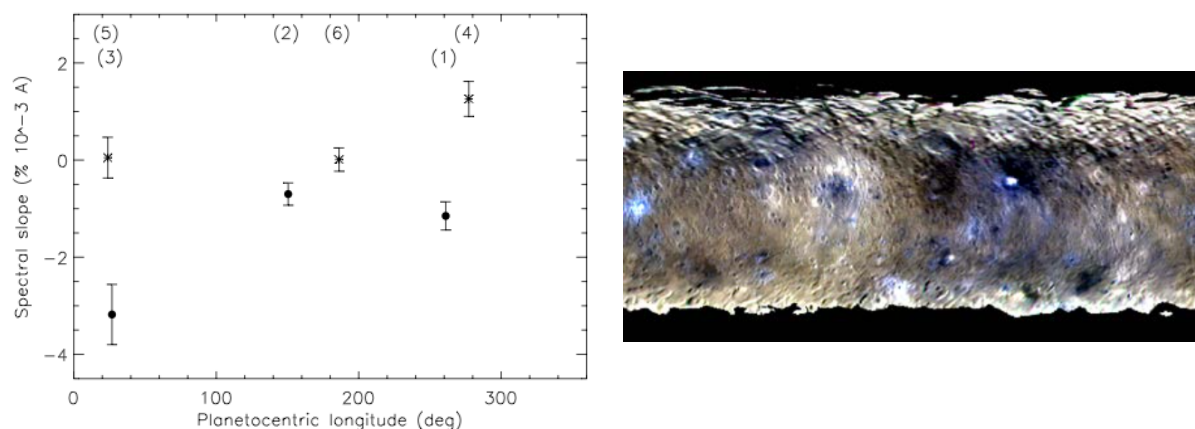 (5) (2) (6) (4)
(3) (1)
2
0
−2
−4
0 100 200 300
Spectral slope (% 10^−3 A)
Planetocentric longitude (deg)